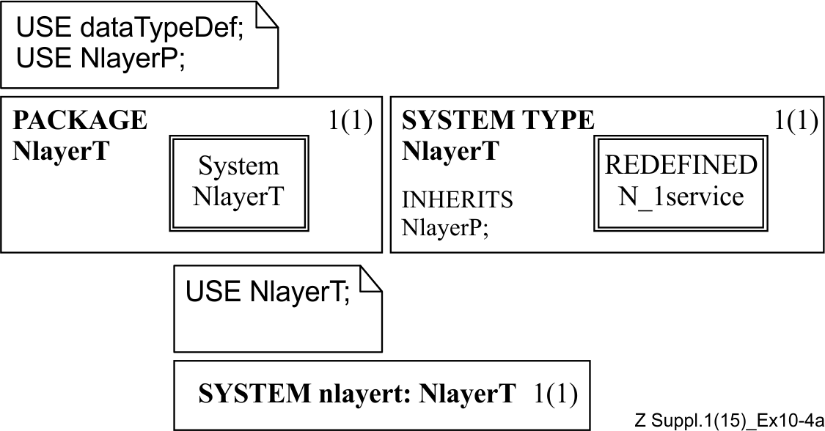 USE dataTypeDef;
USE NlayerP;
PACKAGE 1(1)
NlayerT
System
NlayerT
SYSTEM TYPE 1(1)
NlayerT
INHERITS
NlayerP;
REDEFINED
N_1service
USE NlayerT;
SYSTEM nlayert: NlayerT 1(1)
Z Suppl.1(15)_Ex10-4a